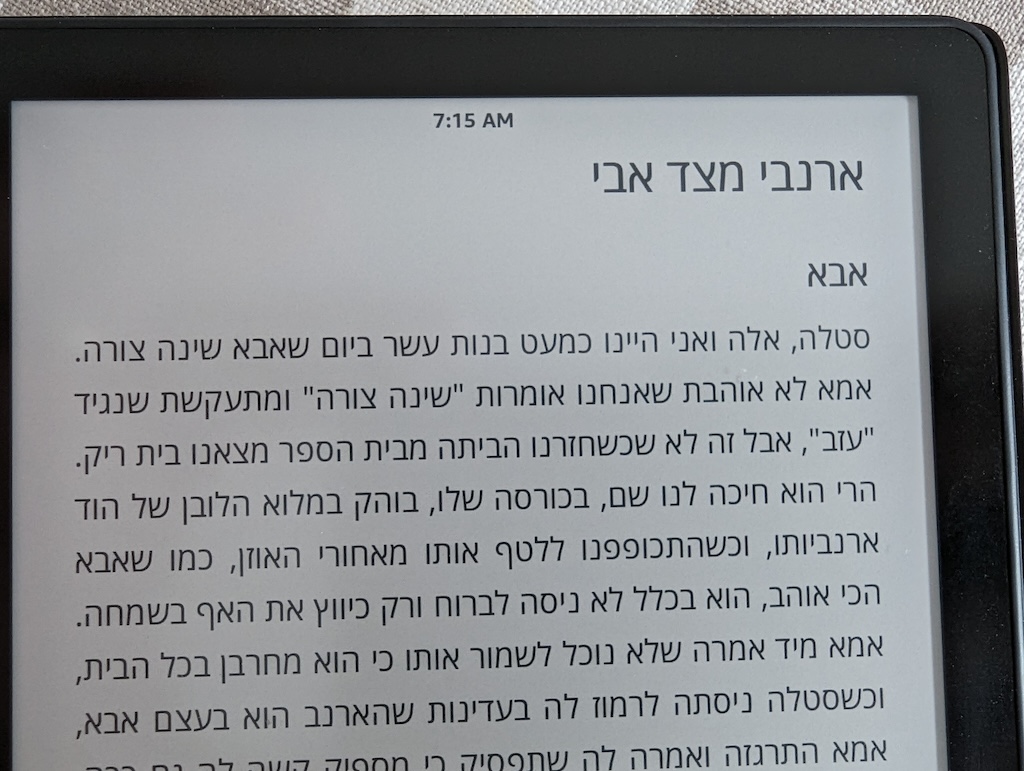 7:15 AM
ארנבי מצד אבי
אבא
סטלה, אלה ואני היינו כמעט בנות עשר ביום שאבא שינה צורה.
אמא לא אוהבת שאנחנו אומרות "שינה צורה" ומתעקשת שנגיד
"עזב", אבל זה לא שכשחזרנו הביתה מבית הספר מצאנו בית ריק.
הרי הוא חיכה לנו שם, בכורסה שלו, בוהק במלוא הלובן של הוד
ארנביותו, וכשהתכופפנו ללטף אותו מאחורי האוזן, כמו שאבא
הכי אוהב, הוא בכלל לא ניסה לברוח ורק כיווץ את האף בשמחה.
אמא מיד אמרה שלא נוכל לשמור אותו כי הוא מחרבן בכל הבית,
וכשסטלה ניסתה לרמוז לה בעדינות שהארנב הוא בעצם אבא,
אמא התרגזה ואמרה לה שתפסיק כי מספיק קשה לה גם ככה